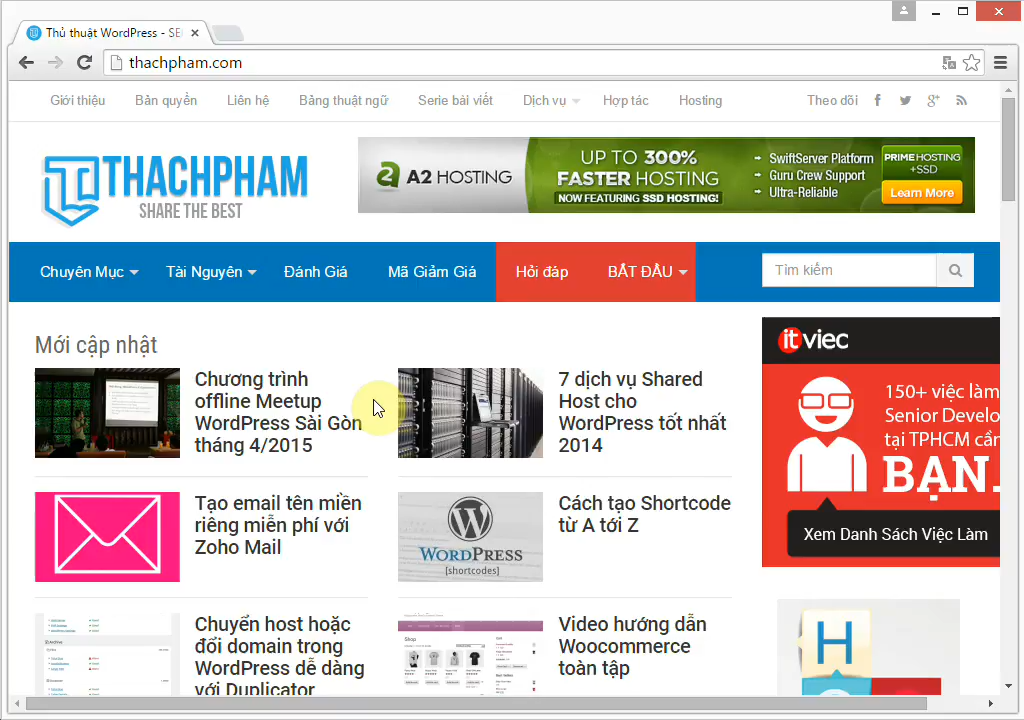 Thủ thuật WordPress - SE
thachpham.com
Giới thiệu Bản quyền Liên hệ Bảng thuật ngữ Serie bài viết Dịch vụ Hợp tác Hosting Theo dõi
THACHPHAM
SHARE THE BEST
A2 HOSTING
UP TO 300%
FASTER HOSTING
NOW FEATURING SSD HOSTING!
SwiftServer Platform
Guru Crew Support
Ultra-Reliable
PRIME HOSTING
+SSD
Learn More
Chuyên Mục Tài Nguyên Đánh Giá Mã Giảm Giá Hỏi đáp BẮT ĐẦU Tìm kiếm
Mới cập nhật
Chương trình
offline Meetup
WordPress Sài Gòn
tháng 4/2015
7 dịch vụ Shared
Host cho
WordPress tốt nhất
2014
Tạo email tên miền
riêng miễn phí với
Zoho Mail
WORDPRESS
[shortcodes]
Cách tạo Shortcode
từ A tới Z
Chuyển host hoặc
đổi domain trong
WordPress dễ dàng
với Duplicator
Shop
Video hướng dẫn
Woocommerce
toàn tập
itviec
150+ việc làm
Senior Develo
tại TPHCM cần
BẠN.
Xem Danh Sách Việc Làm
H